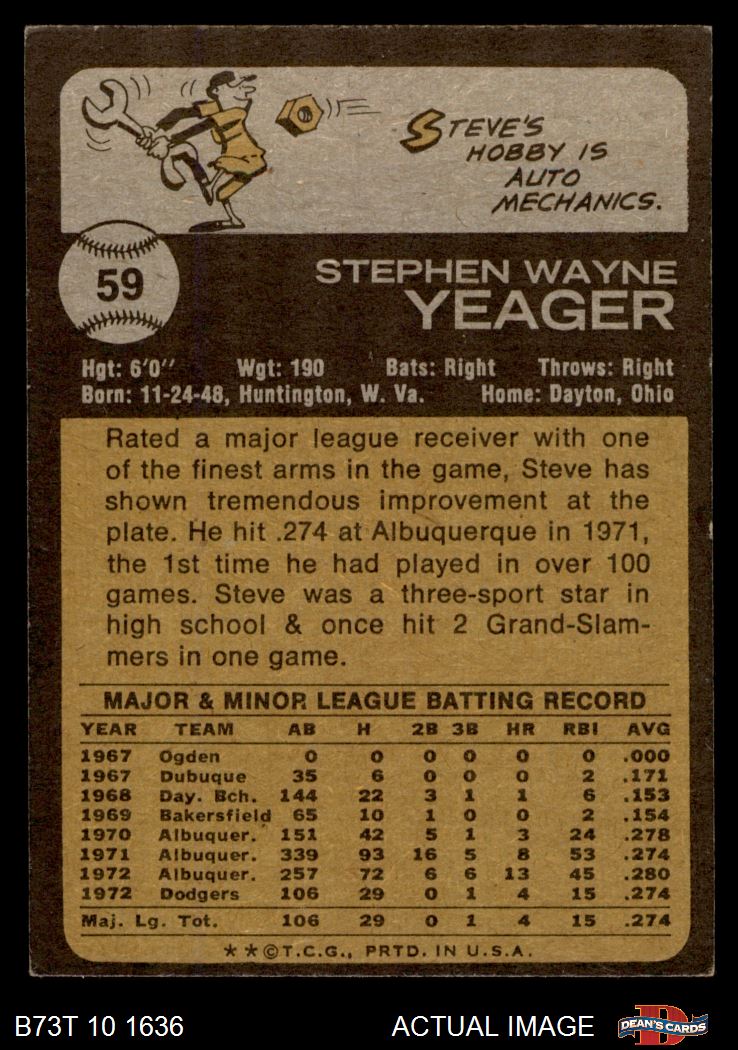 STEVE'S
HOBBY IS
AUTO
MECHANICS.
59
STEPHEN WAYNE
YEAGER
Hgt: 6'0" Wgt: 190 Bats: Right Throws: Right
Born: 11-24-48, Huntington, W. Va. Home: Dayton, Ohio
Rated a major league receiver with one
of the finest arms in the game, Steve has
shown tremendous improvement at the
plate. He hit .274 at Albuquerque in 1971,
the 1st time he had played in over 100
games. Steve was a three-sport star in
high school & once hit 2 Grand-Slam-
mers in one game.
MAJOR & MINOR LEAGUE BATTING RECORD
YEAR TEAM AB H 2B 3B HR RBI AVG
1967 Ogden 0 0 0 0 0 0 .000
1967 Dubuque 35 6 0 0 0 2 .171
1968 Day. Bch. 144 22 3 1 1 6 .153
1969 Bakersfield 65 10 1 0 0 2 .154
1970 Albuquer. 151 42 5 1 3 24 .278
1971 Albuquer. 339 93 16 5 8 53 .274
1972 Albuquer. 257 72 6 6 13 45 .280
1972 Dodgers 106 29 0 1 4 15 .274
Maj. Lg. Tot. 106 29 0 1 4 15 .274
**©T.C.G., PRTD. IN U.S.A.
B73T 10 1636 ACTUAL IMAGE D DEAN'S CARDS